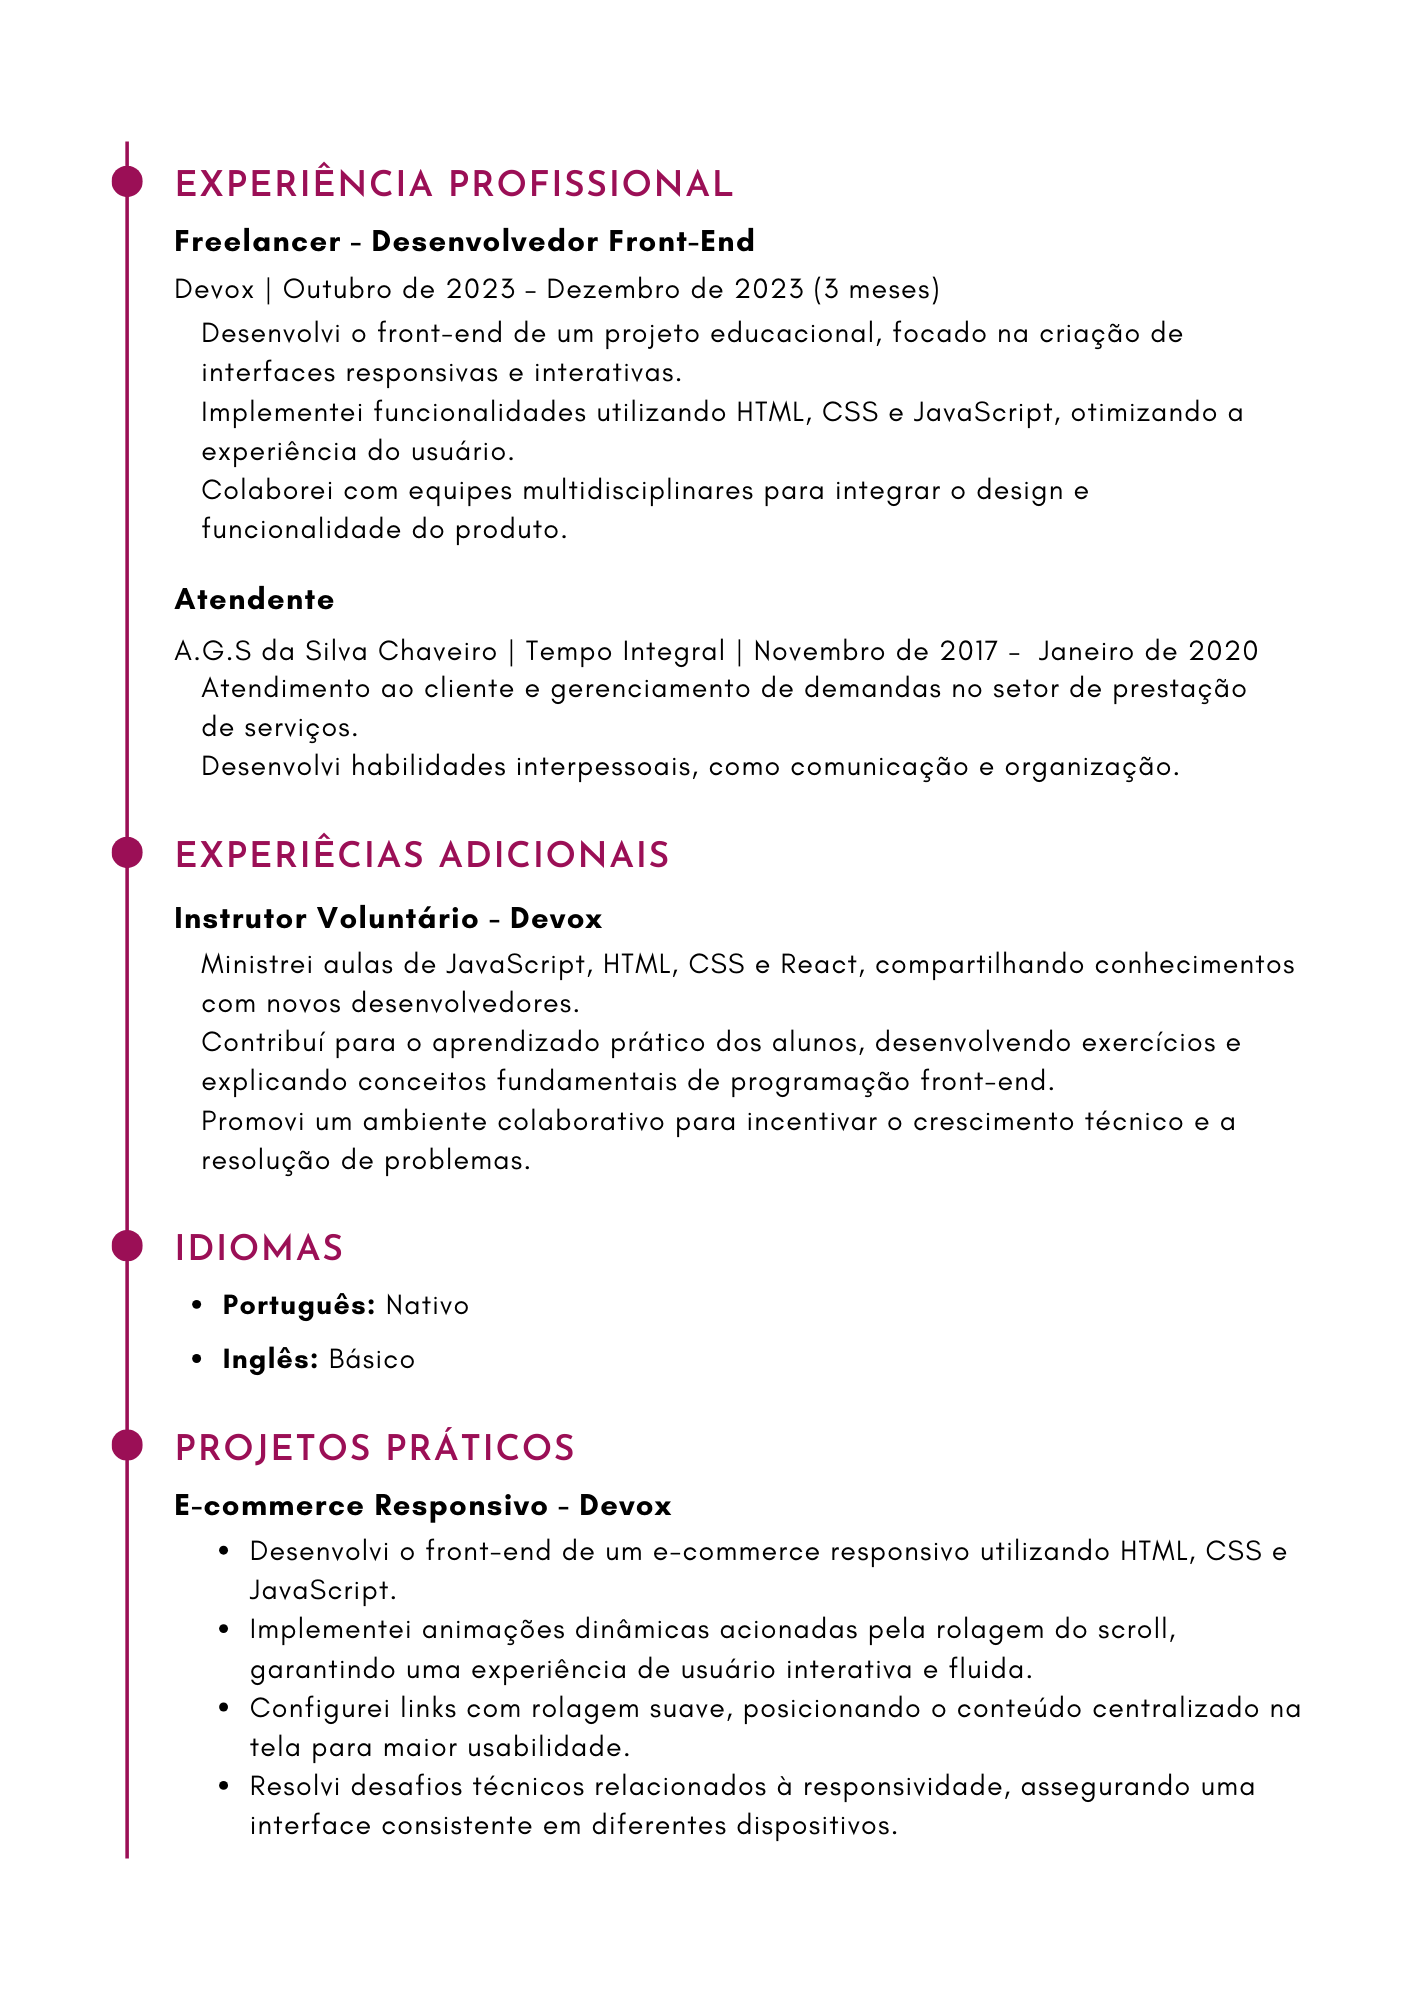 EXPERIÊNCIA PROFISSIONAL
Freelancer - Desenvolvedor Front-End
Devox | Outubro de 2023 – Dezembro de 2023 (3 meses)
Desenvolvi o front-end de um projeto educacional, focado na criação de
interfaces responsivas e interativas.
Implementei funcionalidades utilizando HTML, CSS e JavaScript, otimizando a
experiência do usuário.
Colaborei com equipes multidisciplinares para integrar o design e
funcionalidade do produto.
Atendente
A.G.S da Silva Chaveiro | Tempo Integral | Novembro de 2017 –  Janeiro de 2020
Atendimento ao cliente e gerenciamento de demandas no setor de prestação
de serviços.
Desenvolvi habilidades interpessoais, como comunicação e organização.
EXPERIÊCIAS ADICIONAIS
Instrutor Voluntário - Devox
Ministrei aulas de JavaScript, HTML, CSS e React, compartilhando conhecimentos
com novos desenvolvedores.
Contribuí para o aprendizado prático dos alunos, desenvolvendo exercícios e
explicando conceitos fundamentais de programação front-end.
Promovi um ambiente colaborativo para incentivar o crescimento técnico e a
resolução de problemas.
IDIOMAS
• Português: Nativo
• Inglês: Básico
PROJETOS PRÁTICOS
E-commerce Responsivo - Devox
• Desenvolvi o front-end de um e-commerce responsivo utilizando HTML, CSS e
JavaScript.
• Implementei animações dinâmicas acionadas pela rolagem do scroll,
garantindo uma experiência de usuário interativa e fluida.
• Configurei links com rolagem suave, posicionando o conteúdo centralizado na
tela para maior usabilidade.
• Resolvi desafios técnicos relacionados à responsividade, assegurando uma
interface consistente em diferentes dispositivos.